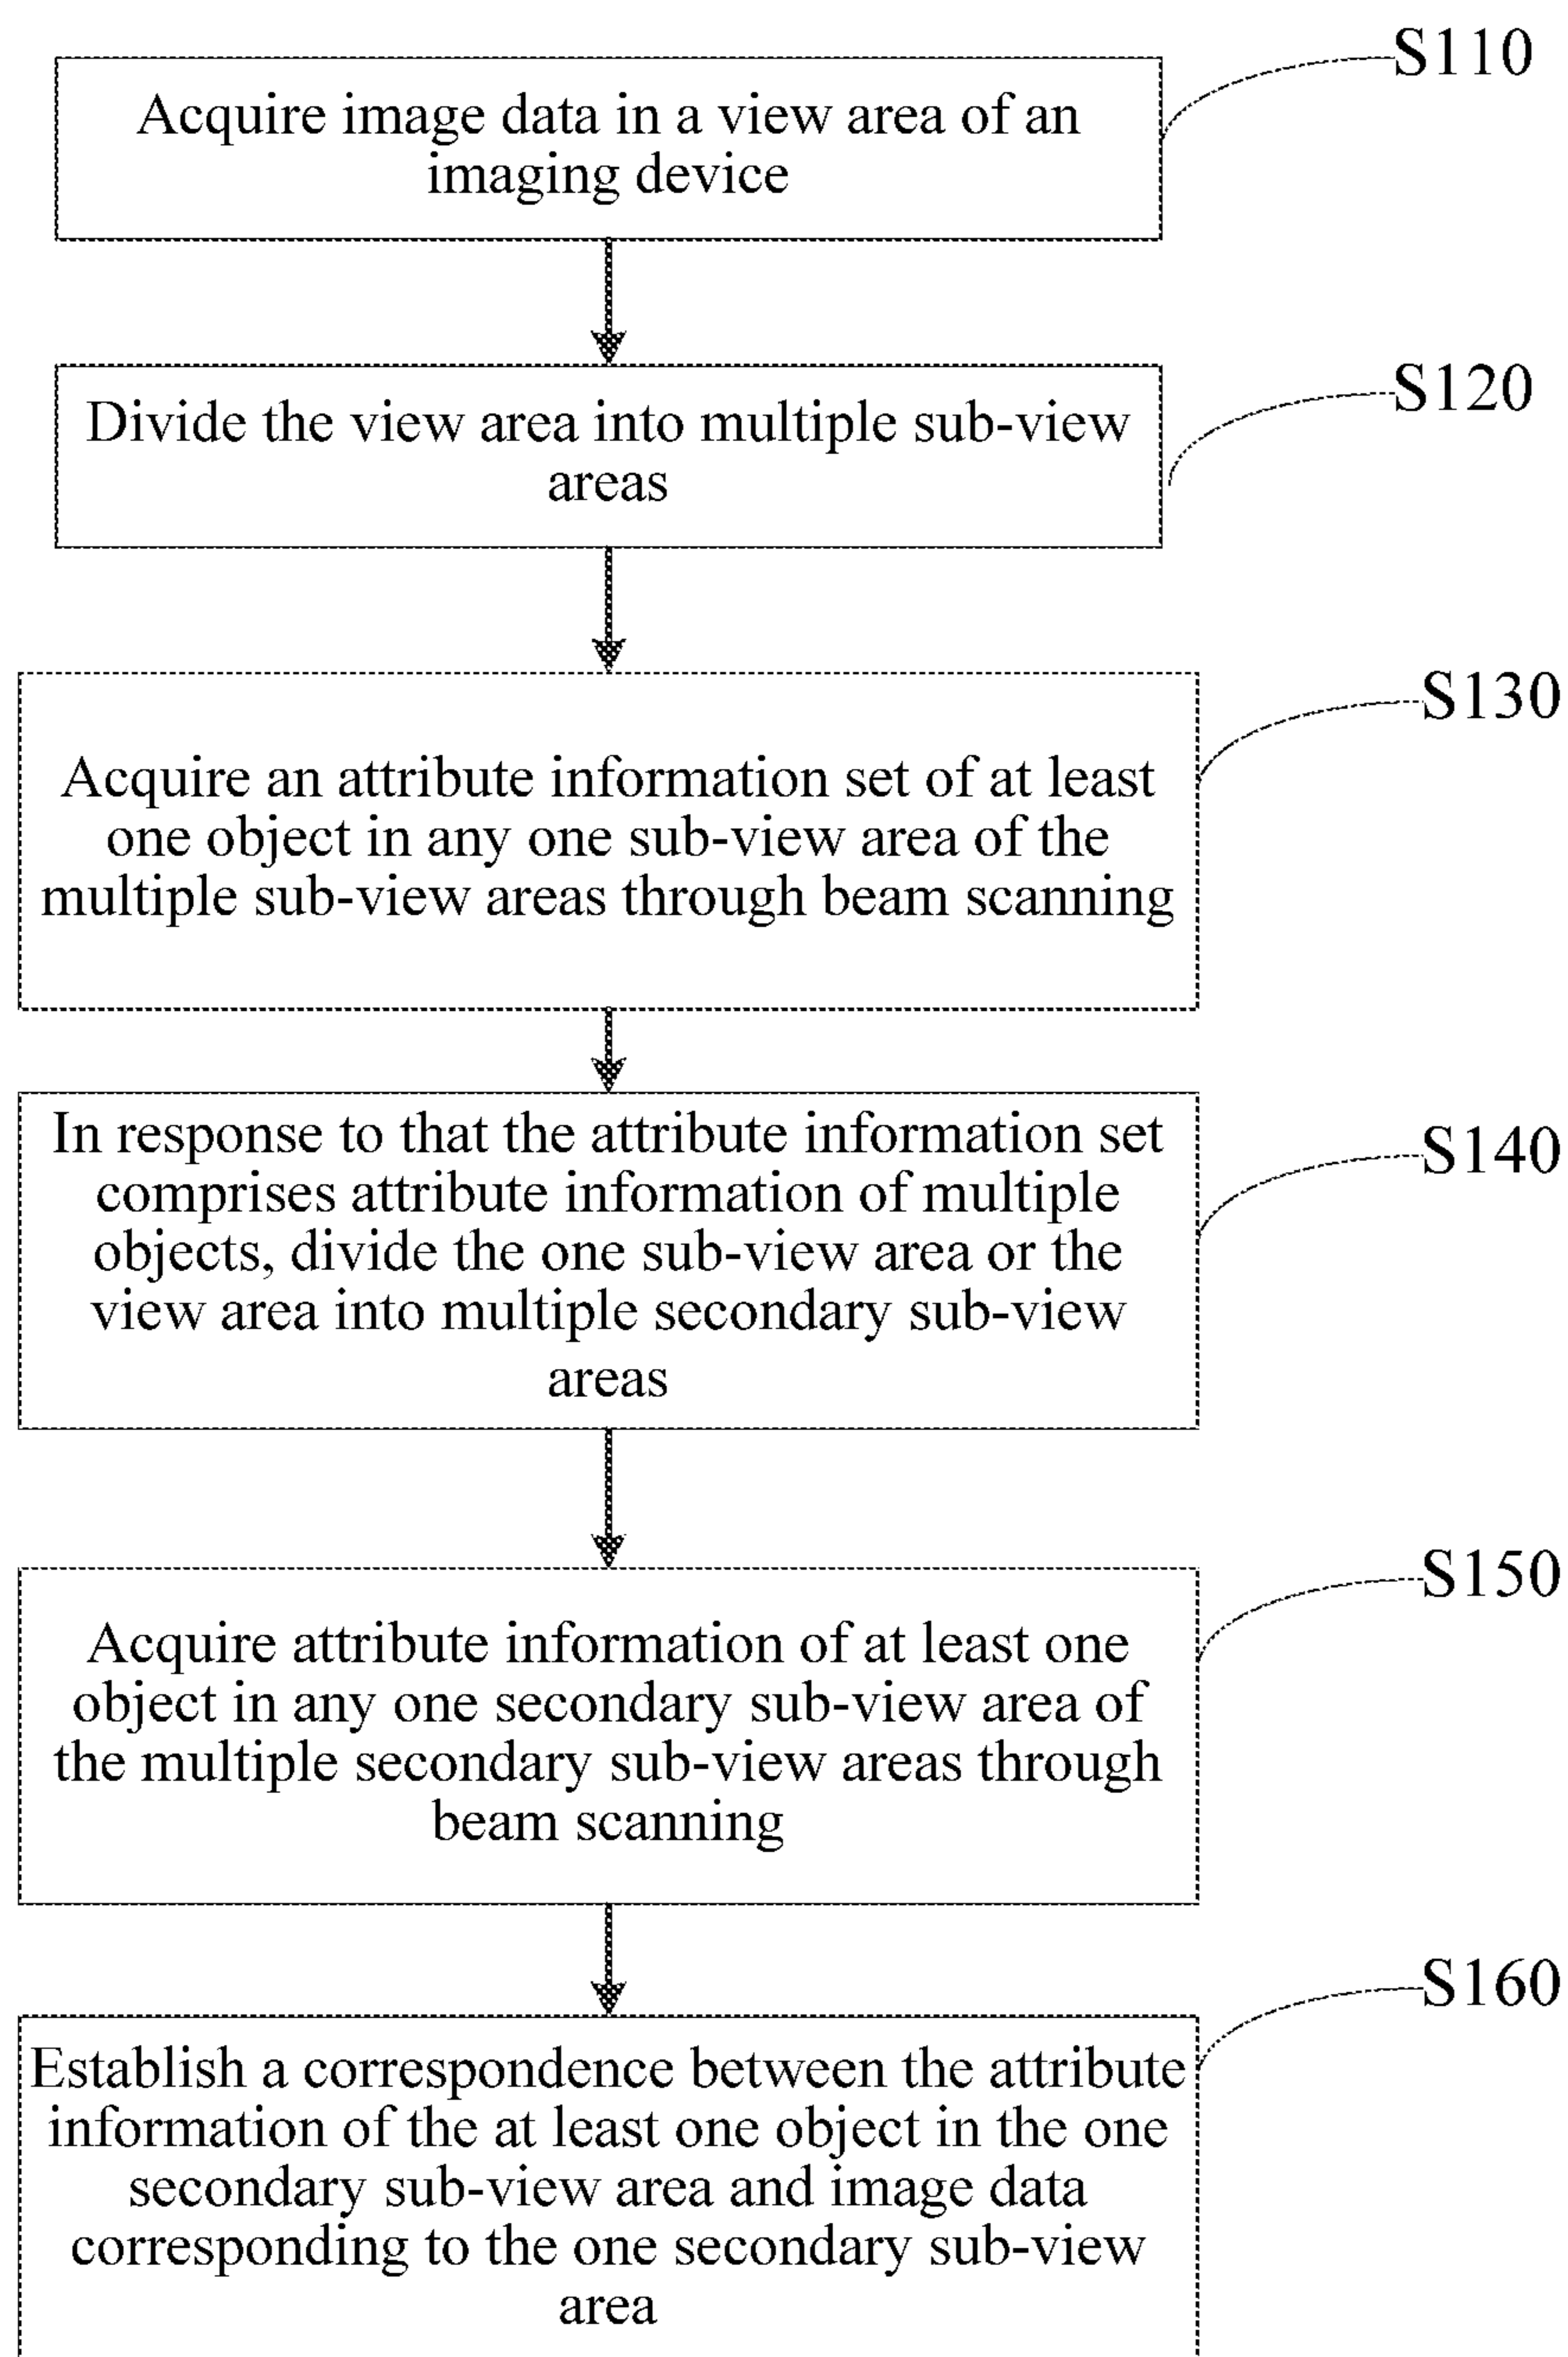 S110
Acquire image data in a view area of an
imaging device
S120
Divide the view area into multiple sub-view
areas
S130
Acquire an attribute information set of at least
one object in any one sub-view area of the
multiple sub-view areas through beam scanning
S140
In response to that the attribute information set
comprises attribute information of multiple
objects, divide the one sub-view area or the
view area into multiple secondary sub-view
areas
S150
Acquire attribute information of at least one
object in any one secondary sub-view area of
the multiple secondary sub-view areas through
beam scanning
S160
Establish a correspondence between the attribute
information of the at least one object in the one
secondary sub-view area and image data
corresponding to the one secondary sub-view
area